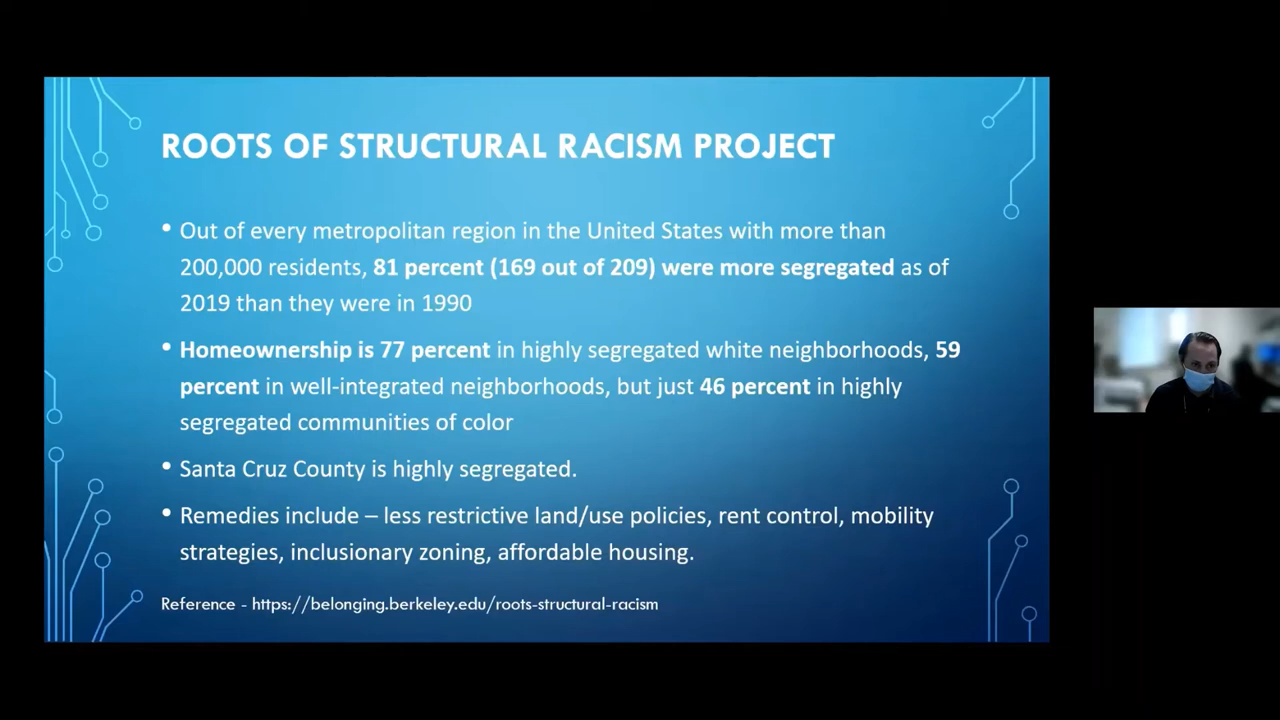 ROOTS OF STRUCTURAL RACISM PROJECT
• Out of every metropolitan region in the United States with more than
200,000 residents, 81 percent (169 out of 209) were more segregated as of
2019 than they were in 1990
• Homeownership is 77 percent in highly segregated white neighborhoods, 59
percent in well-integrated neighborhoods, but just 46 percent in highly
segregated communities of color
• Santa Cruz County is highly segregated.
• Remedies include – less restrictive land/use policies, rent control, mobility
strategies, inclusionary zoning, affordable housing.
Reference - https://belonging.berkeley.edu/roots-structural-racism